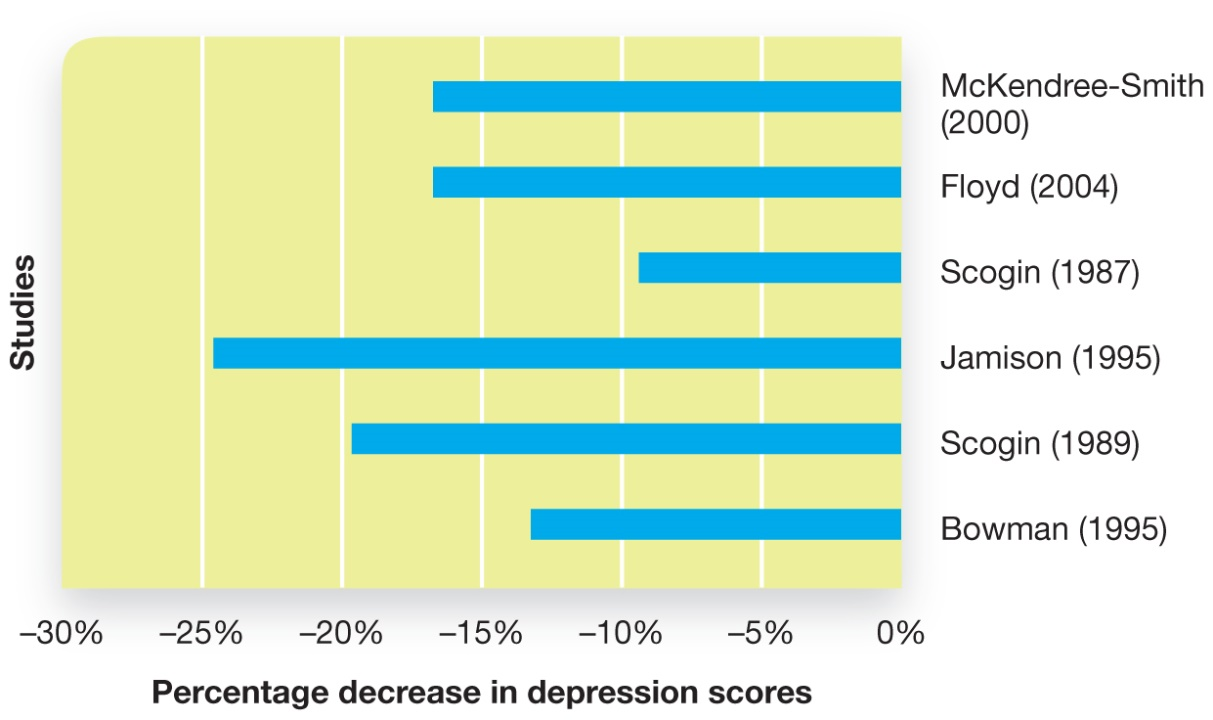 McKendree-Smith
(2000)
Floyd (2004)
Scogin (1987)
Jamison (1995)
Scogin (1989)
Bowman (1995)
Studies
–30% –25% –20% –15% –10% –5% 0%
Percentage decrease in depression scores